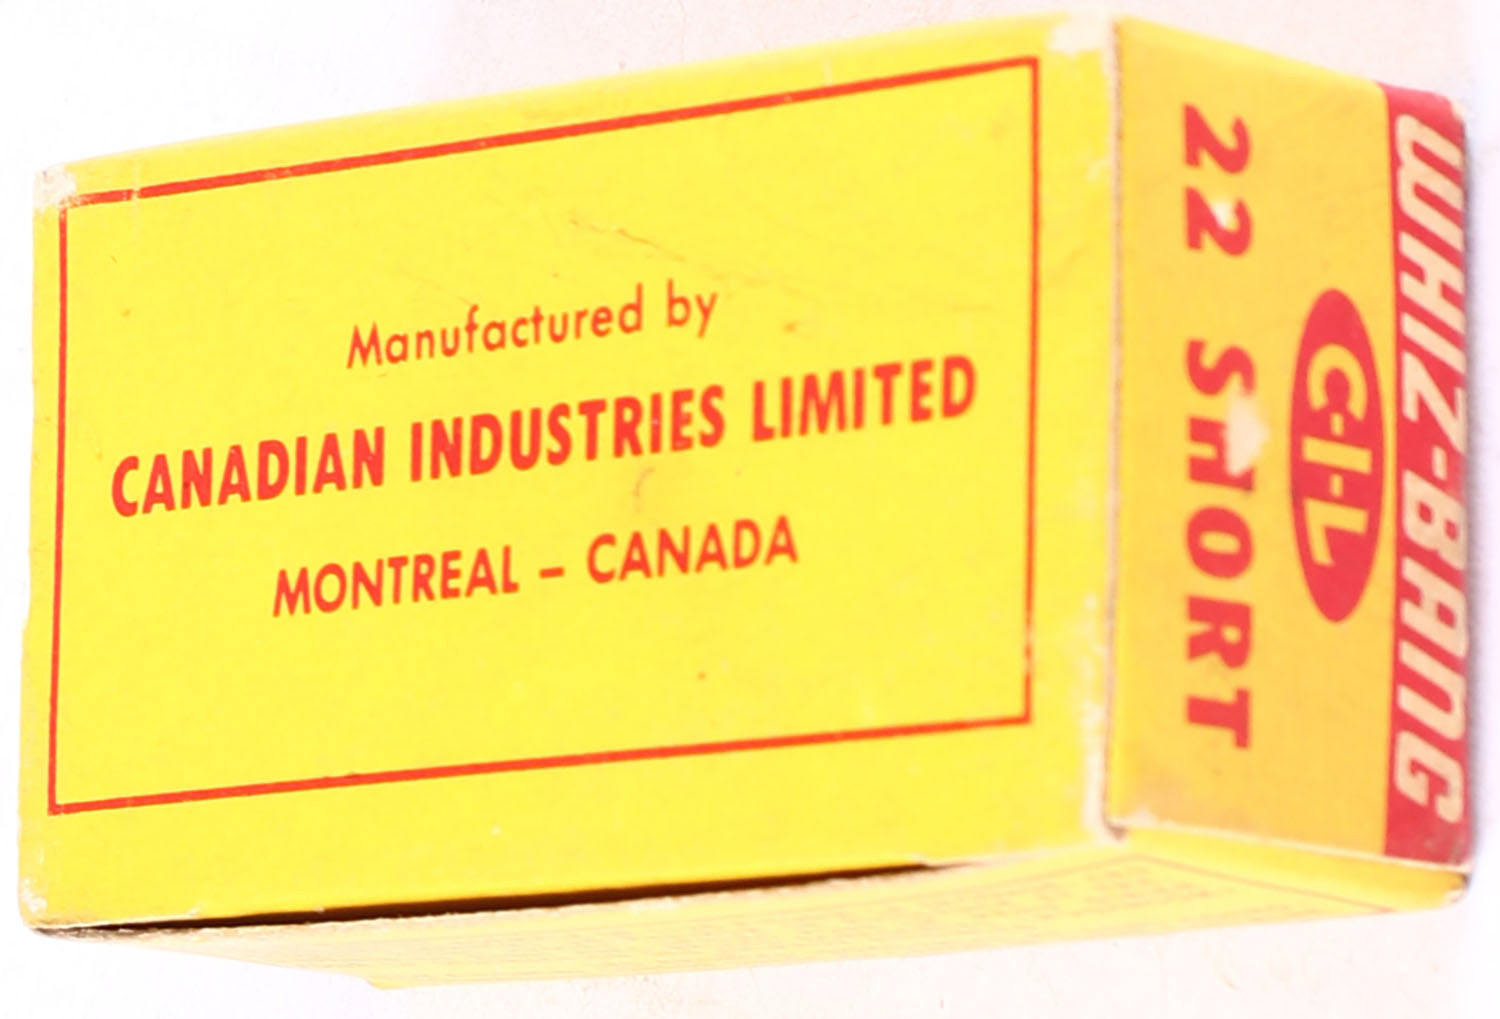 Manufactured by
CANADIAN INDUSTRIES LIMITED
MONTREAL – CANADA
WHIZ-BANG
C-I-L
22 SHORT